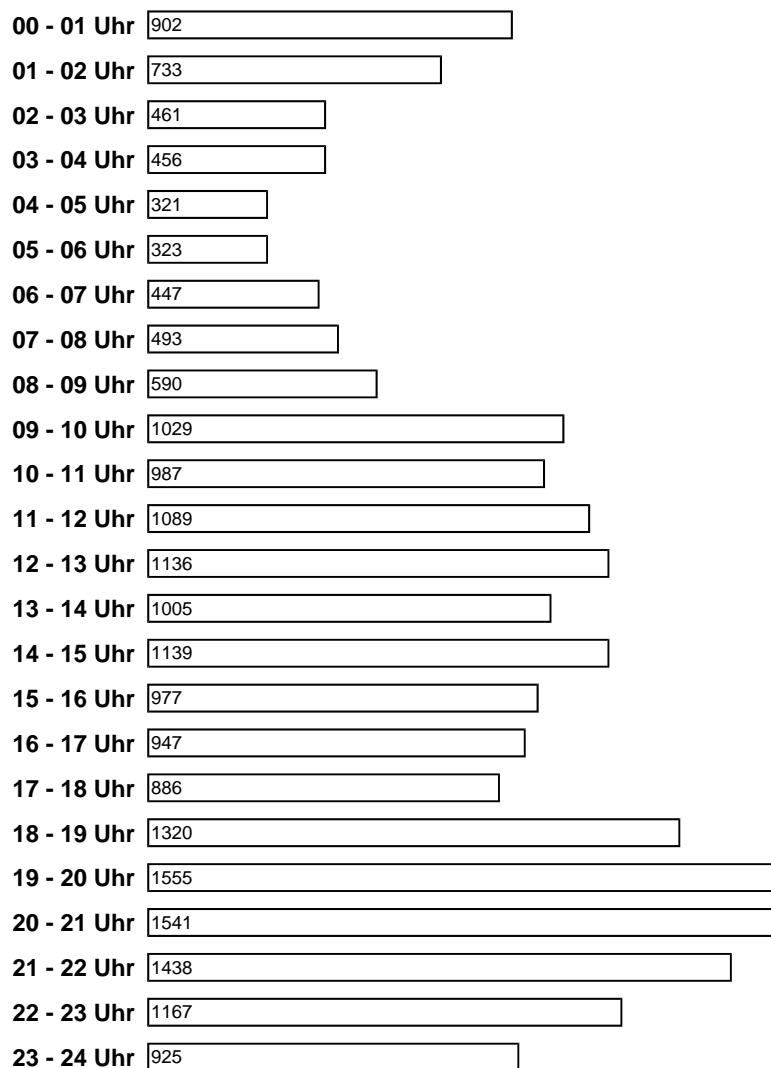 00 - 01 Uhr 902
01 - 02 Uhr 733
02 - 03 Uhr 461
03 - 04 Uhr 456
04 - 05 Uhr 321
05 - 06 Uhr 323
06 - 07 Uhr 447
07 - 08 Uhr 493
08 - 09 Uhr 590
09 - 10 Uhr 1029
10 - 11 Uhr 987
11 - 12 Uhr 1089
12 - 13 Uhr 1136
13 - 14 Uhr 1005
14 - 15 Uhr 1139
15 - 16 Uhr 977
16 - 17 Uhr 947
17 - 18 Uhr 886
18 - 19 Uhr 1320
19 - 20 Uhr 1555
20 - 21 Uhr 1541
21 - 22 Uhr 1438
22 - 23 Uhr 1167
23 - 24 Uhr 925